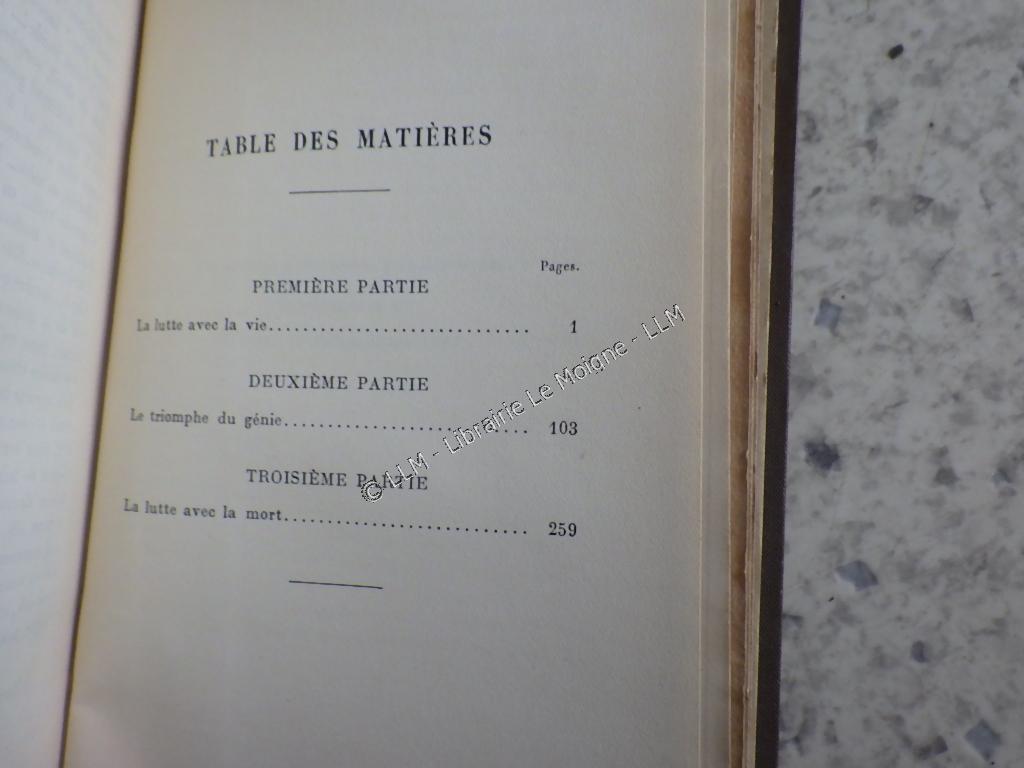 TABLE DES MATIÈRES
Pages.
PREMIÈRE PARTIE
La lutte avec la vie.............................. 1
DEUXIÈME PARTIE
Le triomphe du génie............................ 103
TROISIÈME PARTIE
La lutte avec la mort............................ 259
© LLM - Librairie Le Moigne - LLM